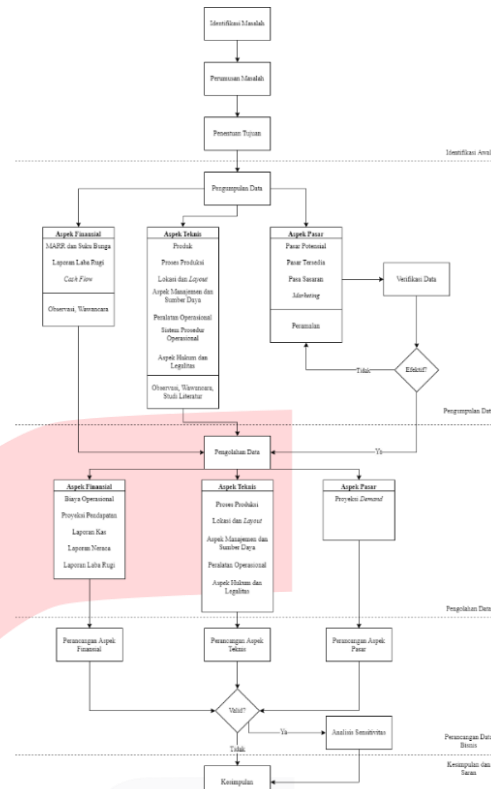 Identifikasi Masalah
Perumusan Masalah
Penentuan Tujuan
Identifikasi Awal
Pengumpulan Data
Aspek Finansial
MARR dan Suku Bunga
Laporan Laba Rugi
Cash Flow
Observasi, Wawancara
Aspek Teknis
Produk
Proses Produksi
Lokasi dan Layout
Aspek Manajemen dan
Sumber Daya
Peralatan Operasional
Sistem Prosedur
Operasional
Aspek Hukum dan
Legalitas
Observasi, Wawancara,
Studi Literatur
Aspek Pasar
Pasar Potensial
Pasar Tersedia
Pasa Sasaran
Marketing
Peramalan
Verifikasi Data
Efektif?
Tidak
Ya
Pengumpulan Data
Pengolahan Data
Aspek Finansial
Biaya Operasional
Proyeksi Pendapatan
Laporan Kas
Laporan Neraca
Laporan Laba Rugi
Aspek Teknis
Proses Produksi
Lokasi dan Layout
Aspek Manajemen dan
Sumber Daya
Peralatan Operasional
Aspek Hukum dan
Legalitas
Aspek Pasar
Proyeksi Demand
Pengolahan Data
Perancangan Aspek
Finansial
Perancangan Aspek
Teknis
Perancangan Aspek
Pasar
Valid?
Ya
Tidak
Analisis Sensitivitas
Perancangan Data
Bisnis
Kesimpulan dan
Saran
Kesimpulan